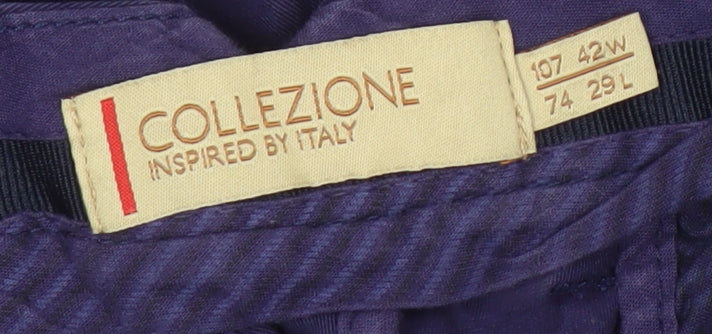 COLLEZIONE
INSPIRED BY ITALY
107 42W
74 29L